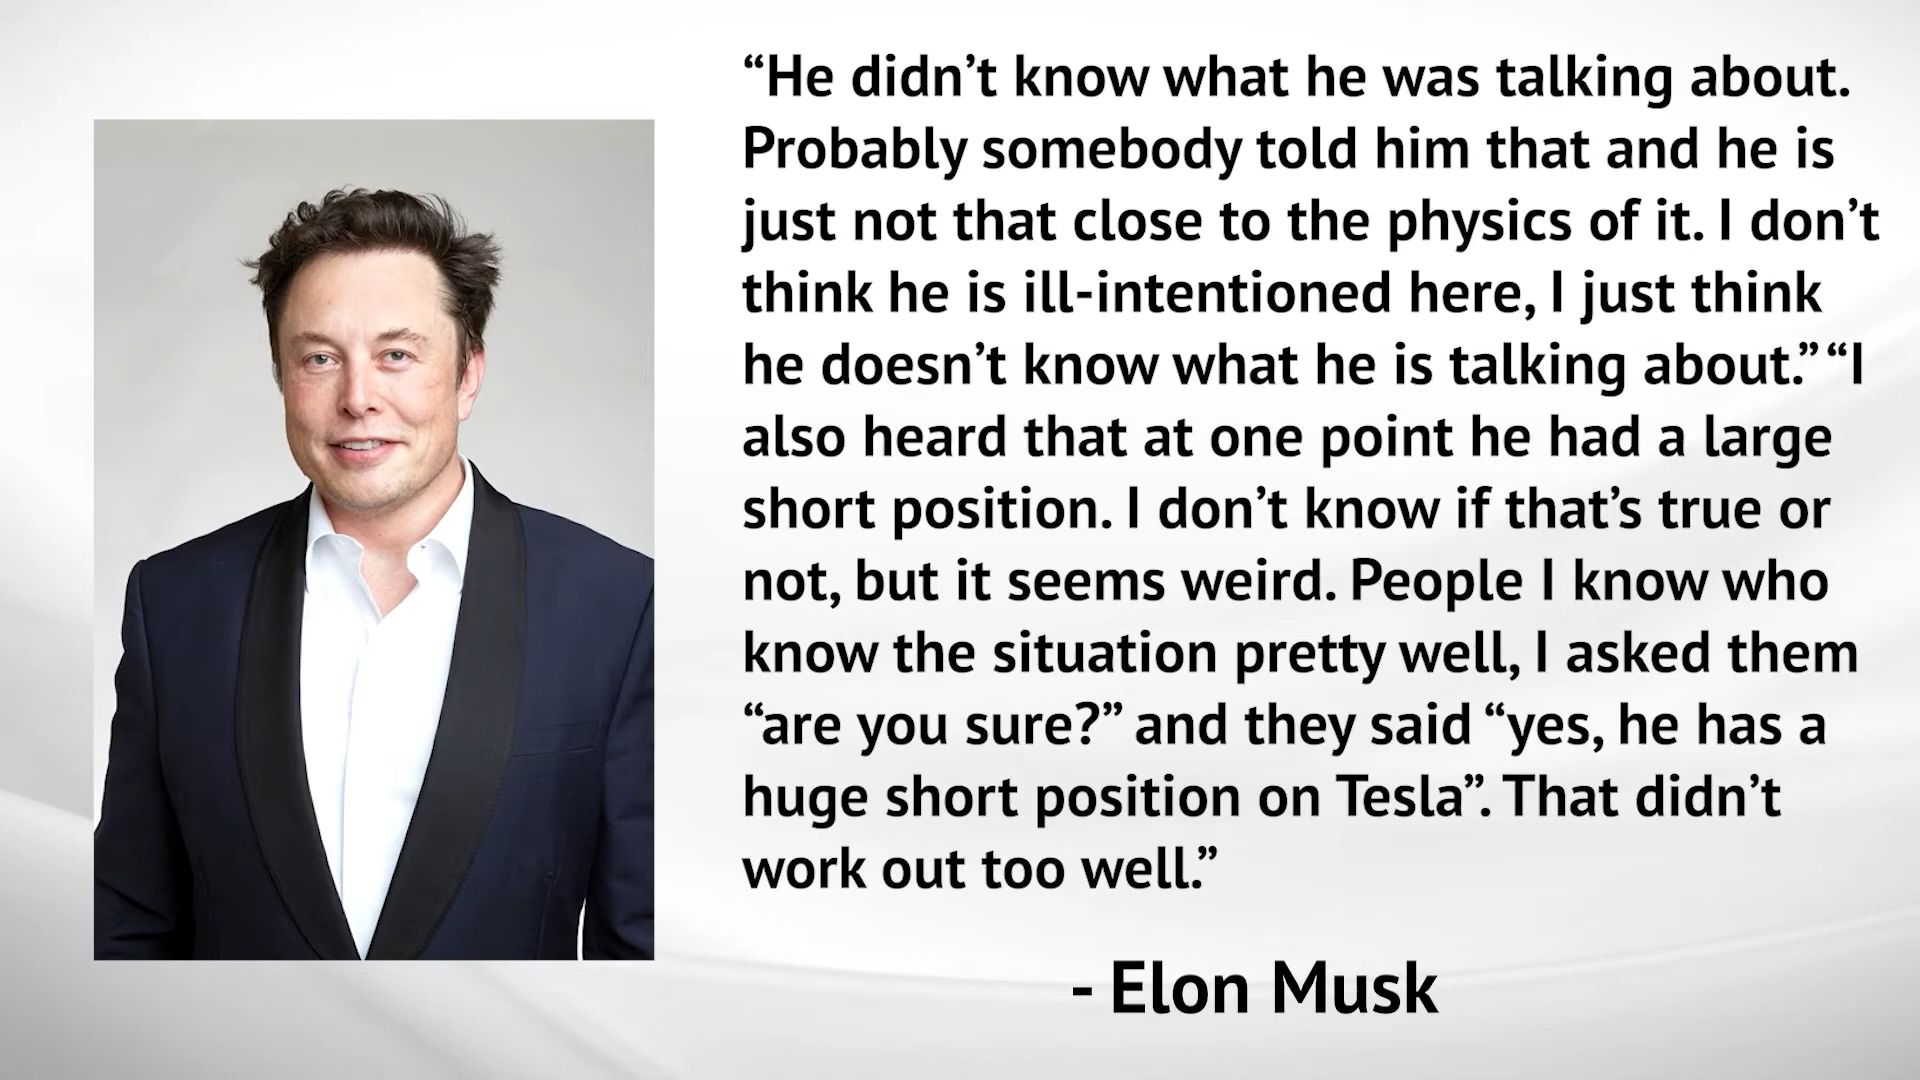 “He didn’t know what he was talking about.
Probably somebody told him that and he is
just not that close to the physics of it. I don’t
think he is ill-intentioned here, I just think
he doesn’t know what he is talking about.” “I
also heard that at one point he had a large
short position. I don’t know if that’s true or
not, but it seems weird. People I know who
know the situation pretty well, I asked them
“are you sure?” and they said “yes, he has a
huge short position on Tesla”. That didn’t
work out too well.”
- Elon Musk